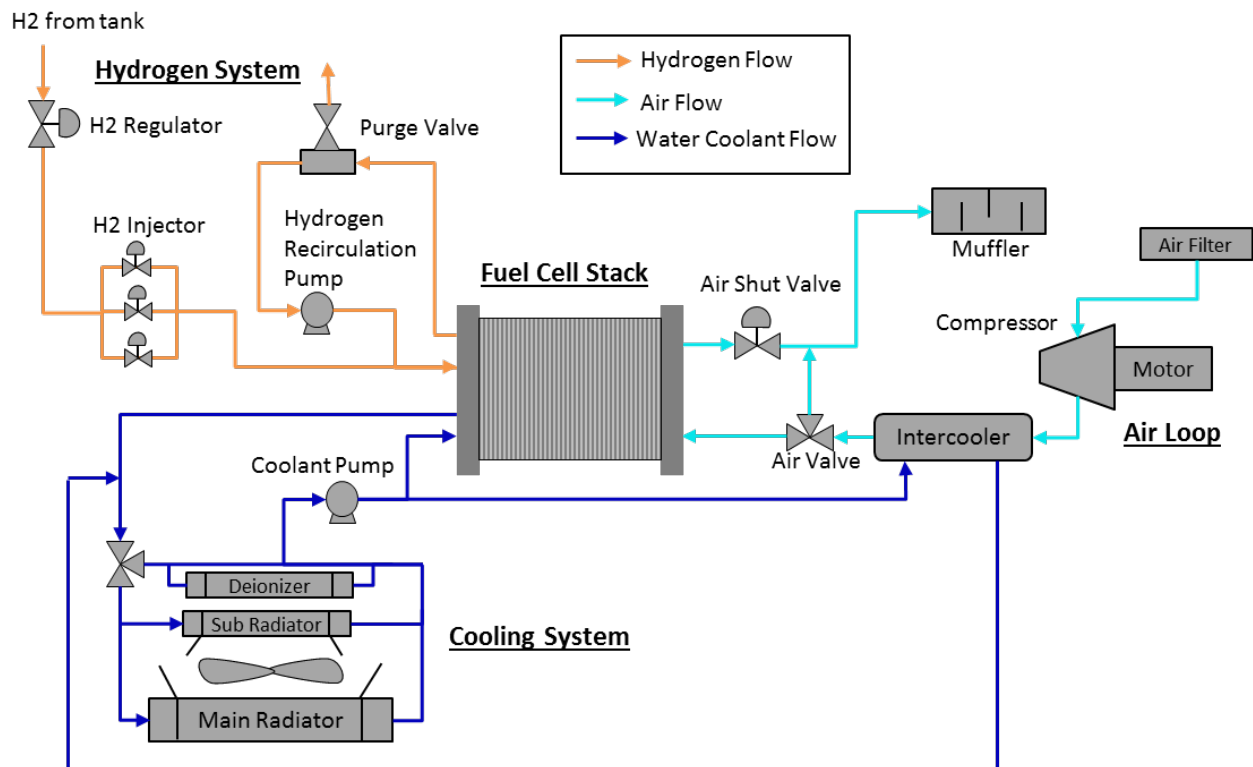 H2 from tank
Hydrogen System
H2 Regulator
Purge Valve
Hydrogen Flow
Air Flow
Water Coolant Flow
H2 Injector
Hydrogen
Recirculation
Pump
Fuel Cell Stack
Air Shut Valve
Muffler
Air Filter
Compressor
Motor
Air Loop
Intercooler
Air Valve
Coolant Pump
Deionizer
Sub Radiator
Cooling System
Main Radiator